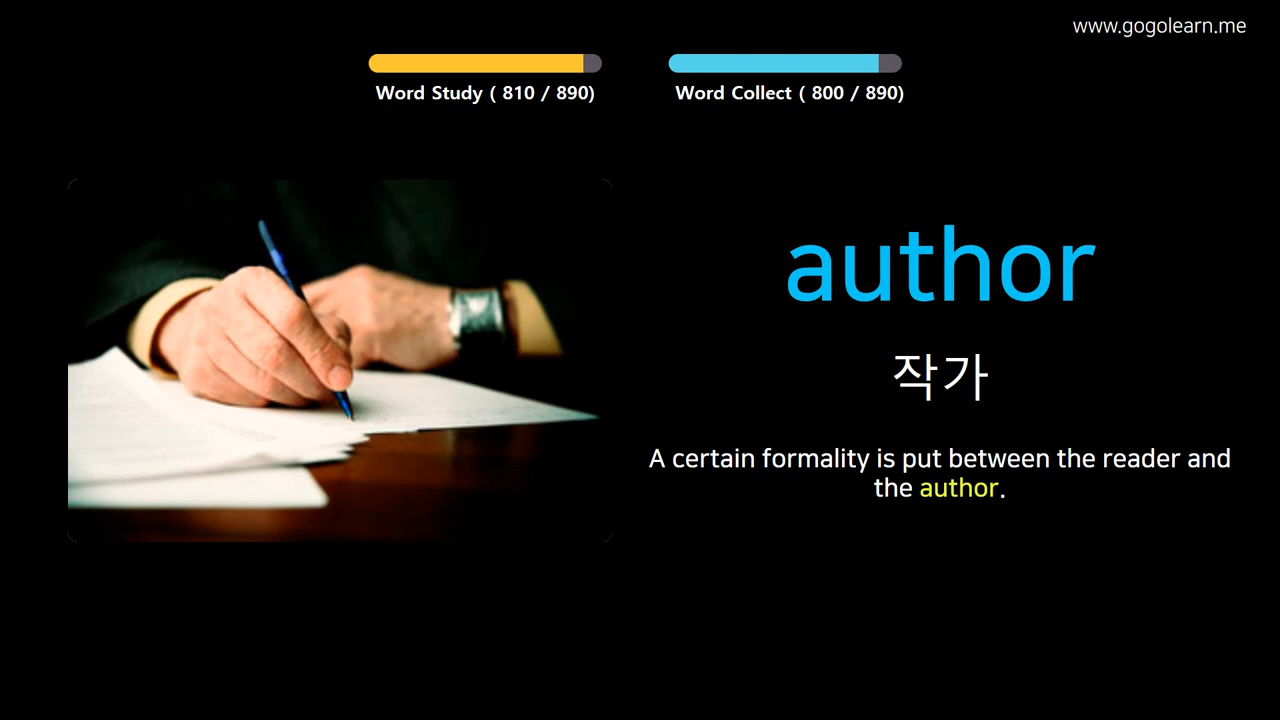 www.gogolearn.me
Word Study ( 810 / 890)
Word Collect ( 800 / 890)
author
작가
A certain formality is put between the reader and
the author.